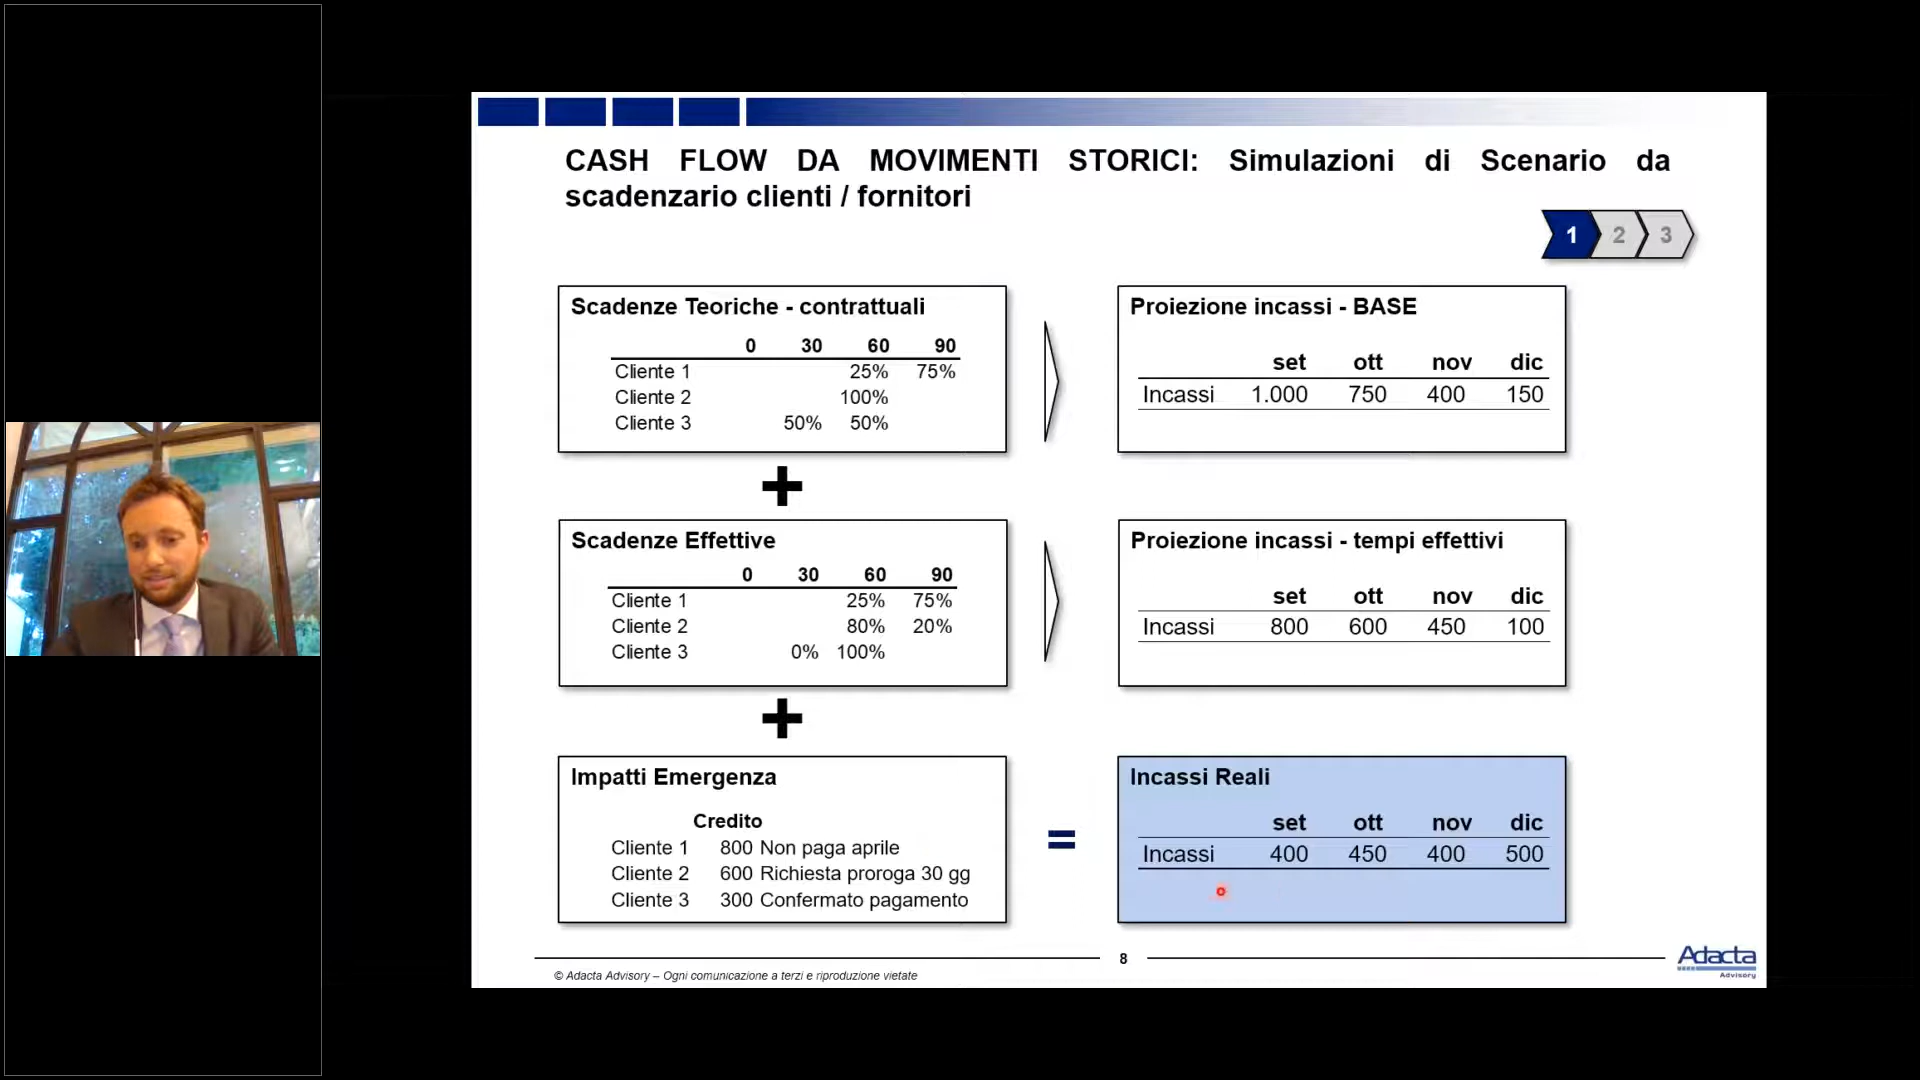 CASH FLOW DA MOVIMENTI STORICI: Simulazioni di Scenario da
scadenzario clienti / fornitori
1 2 3
Scadenze Teoriche - contrattuali
0 30 60 90
Cliente 1 25% 75%
Cliente 2 100%
Cliente 3 50% 50%
Proiezione incassi - BASE
set ott nov dic
Incassi 1.000 750 400 150
+
Scadenze Effettive
0 30 60 90
Cliente 1 25% 75%
Cliente 2 80% 20%
Cliente 3 0% 100%
Proiezione incassi - tempi effettivi
set ott nov dic
Incassi 800 600 450 100
+
Impatti Emergenza
Credito
Cliente 1 800 Non paga aprile
Cliente 2 600 Richiesta proroga 30 gg
Cliente 3 300 Confermato pagamento
=
Incassi Reali
set ott nov dic
Incassi 400 450 400 500
8
© Adacta Advisory – Ogni comunicazione a terzi e riproduzione vietate
Adacta
Advisory